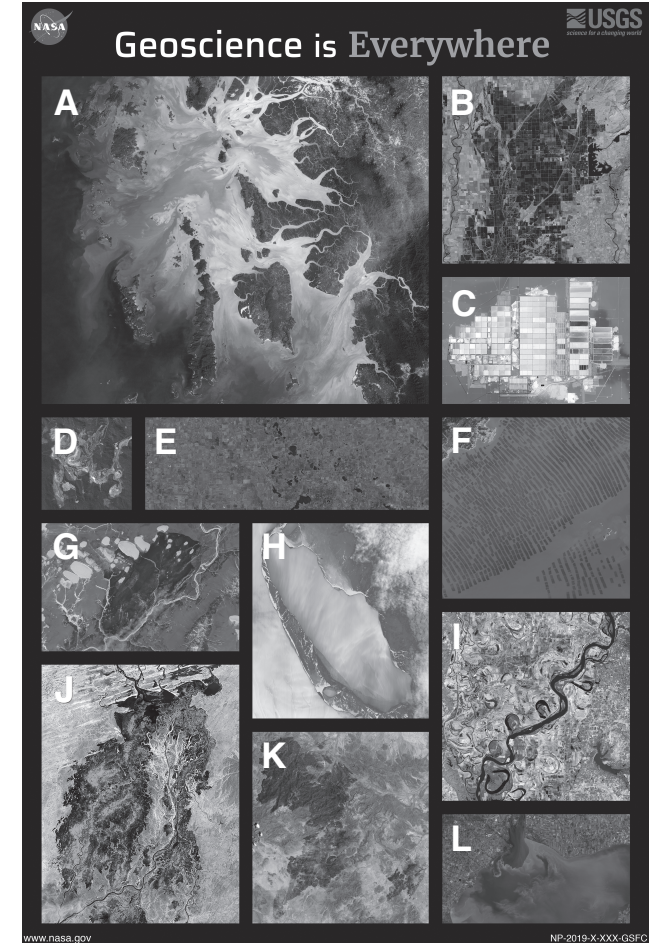 NASA
USGS
science for a changing world
Geoscience is Everywhere
A
B
C
D
E
F
G
H
I
J
K
L
www.nasa.gov
NP-2019-X-XXX-GSFC